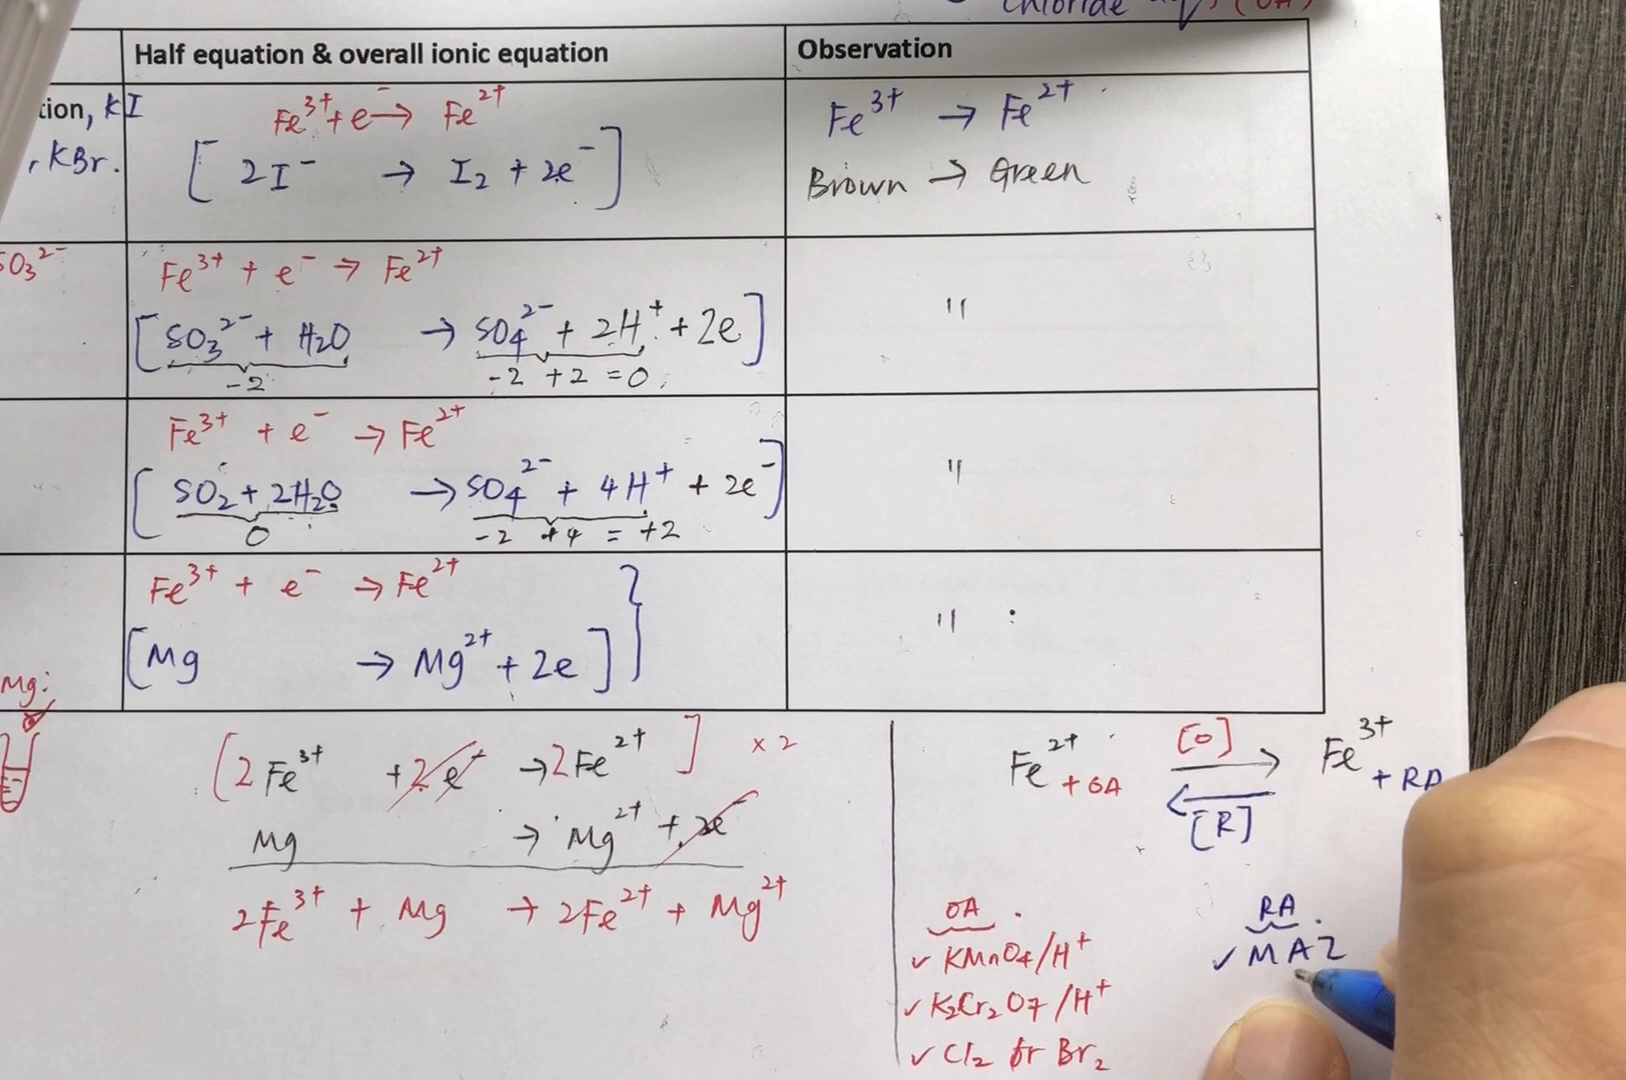 chloride aq, (OA)
Half equation & overall ionic equation
Observation
tion, KI
, KBr.
Fe³⁺ + e⁻ → Fe²⁺
[ 2I⁻ → I₂ + 2e⁻ ]
Fe³⁺ → Fe²⁺
Brown → Green
SO₃²⁻
Fe³⁺ + e⁻ → Fe²⁺
[ SO₃²⁻ + H₂O → SO₄²⁻ + 2H⁺ + 2e ]
-2 -2 +2 = 0
"
Fe³⁺ + e⁻ → Fe²⁺
[ SO₂ + 2H₂O → SO₄²⁻ + 4H⁺ + 2e⁻ ]
0 -2 +4 = +2
"
Fe³⁺ + e⁻ → Fe²⁺
[ Mg → Mg²⁺ + 2e ] }
" :
Mg:
[ 2Fe³⁺ + 2e⁻ → 2Fe²⁺ ] x 2
Mg → Mg²⁺ + 2e⁻
2Fe³⁺ + Mg → 2Fe²⁺ + Mg²⁺
Fe²⁺ + OA [O] → Fe³⁺ + RA
← [R]
OA
✓ KMnO₄/H⁺
✓ K₂Cr₂O₇/H⁺
✓ Cl₂ or Br₂
RA
✓ MAZ